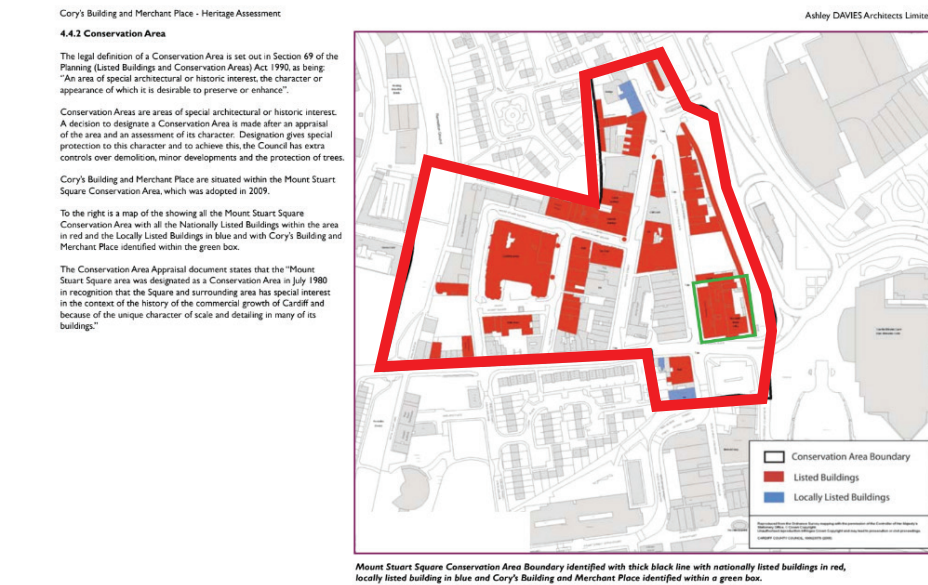 Cory's Building and Merchant Place - Heritage Assessment
Ashley DAVIES Architects Limite
4.4.2 Conservation Area
The legal definition of a Conservation Area is set out in Section 69 of the
Planning (Listed Buildings and Conservation Areas) Act 1990, as being:
"An area of special architectural or historic interest, the character or
appearance of which it is desirable to preserve or enhance".
Conservation Areas are areas of special architectural or historic interest.
A decision to designate a Conservation Area is made after an appraisal
of the area and an assessment of its character. Designation gives special
protection to this character and to achieve this, the Council has extra
controls over demolition, minor developments and the protection of trees.
Cory's Building and Merchant Place are situated within the Mount Stuart
Square Conservation Area, which was adopted in 2009.
To the right is a map of the showing all the Mount Stuart Square
Conservation Area with all the Nationally Listed Buildings within the area
in red and the Locally Listed Buildings in blue and with Cory's Building and
Merchant Place identified within the green box.
The Conservation Area Appraisal document states that the "Mount
Stuart Square area was designated as a Conservation Area in July 1980
in recognition that the Square and surrounding area has special interest
in the context of the history of the commercial growth of Cardiff and
because of the unique character of scale and detailing in many of its
buildings."
Conservation Area Boundary
Listed Buildings
Locally Listed Buildings
Mount Stuart Square Conservation Area Boundary identified with thick black line with nationally listed buildings in red,
locally listed building in blue and Cory's Building and Merchant Place identified within a green box.